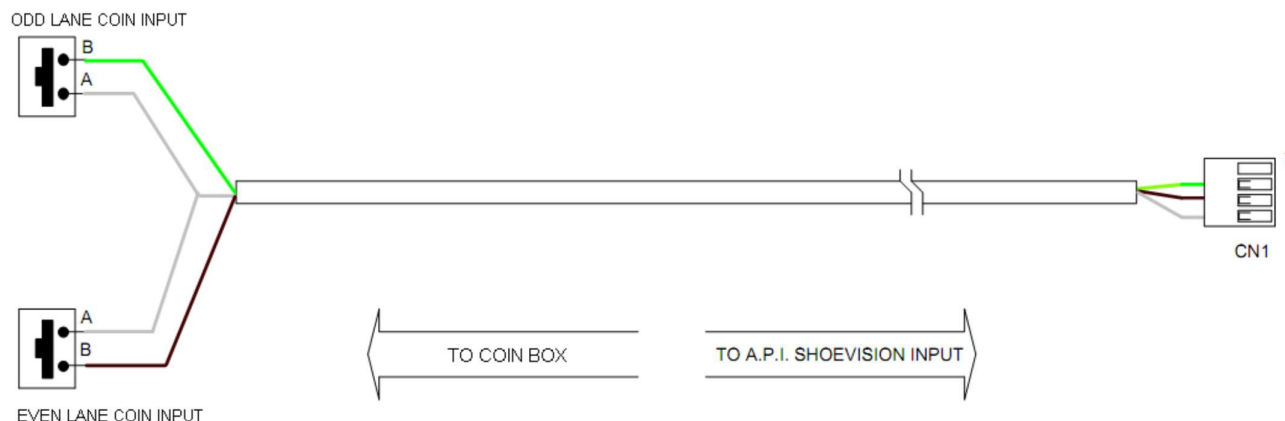 ODD LANE COIN INPUT
B
A
CN1
A
B
TO COIN BOX
TO A.P.I. SHOEVISION INPUT
EVEN LANE COIN INPUT